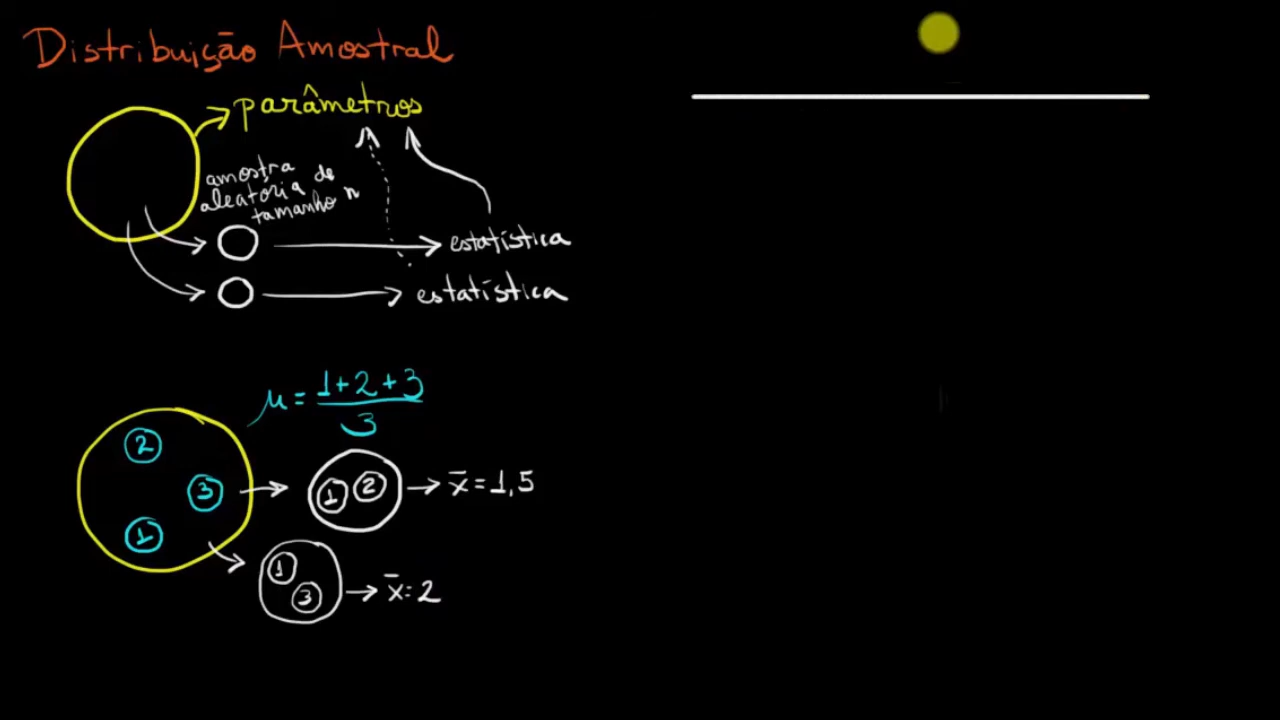 Distribuição Amostral
parâmetros
amostra
aleatória de
tamanho n
estatística
estatística
μ = 1+2+3
3
2
3
1
1 2
x̄ = 1,5
1
3
x̄ = 2